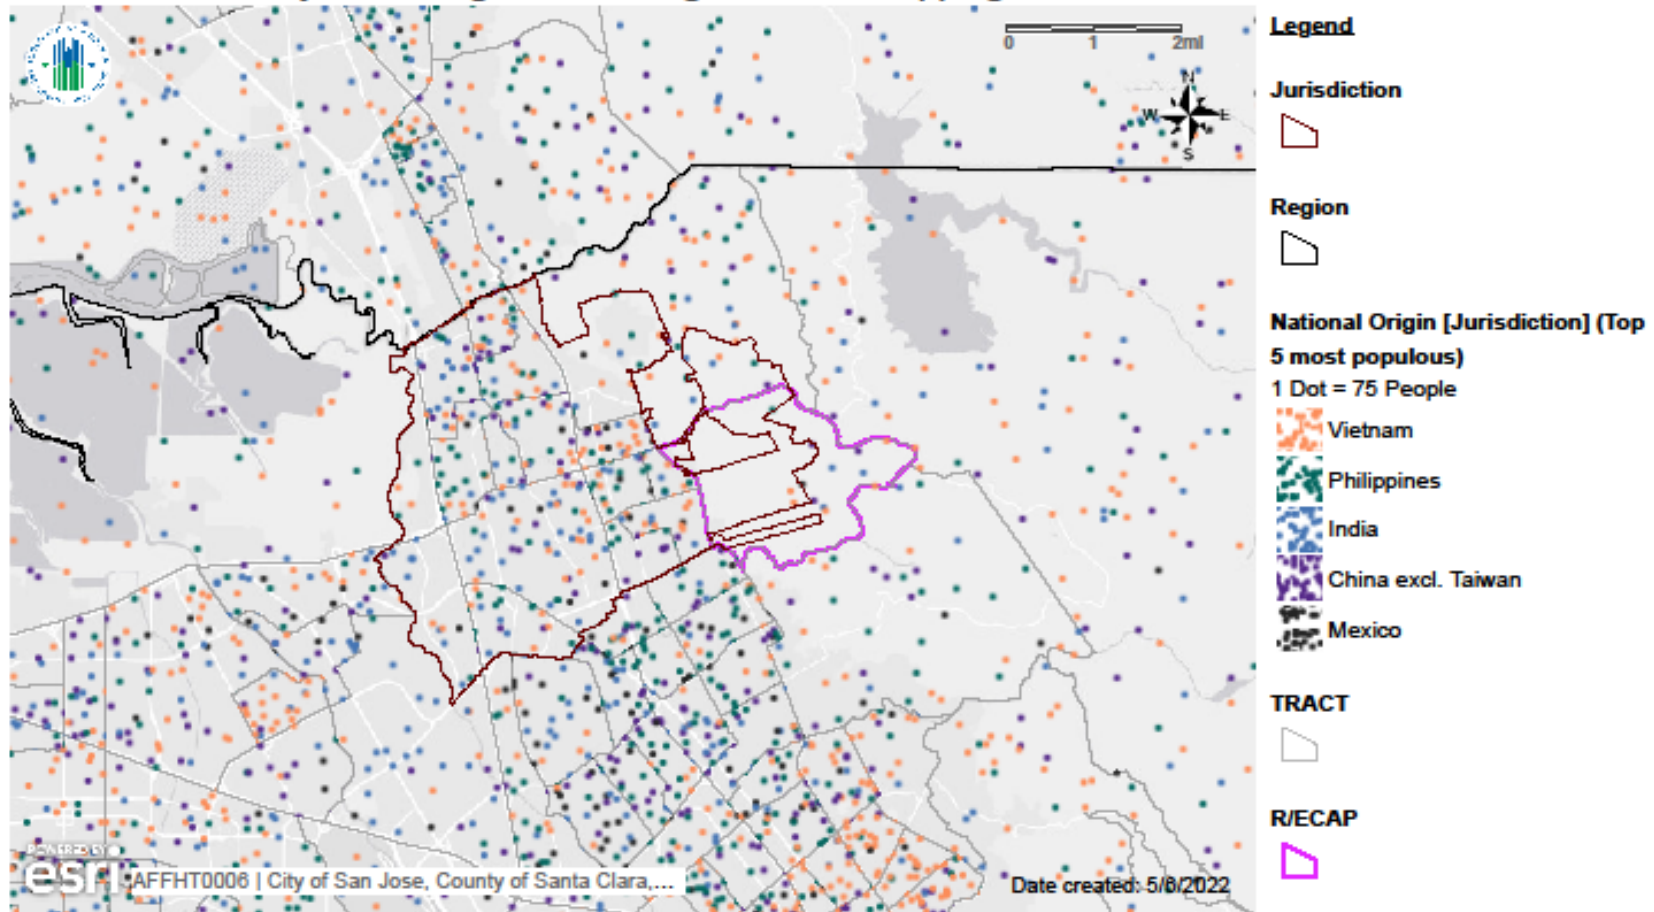 0 1 2mi
N
W E
S
Legend
Jurisdiction
Region
National Origin [Jurisdiction] (Top
5 most populous)
1 Dot = 75 People
Vietnam
Philippines
India
China excl. Taiwan
Mexico
TRACT
R/ECAP
POWERED BY
esri
AFFHT0006 | City of San Jose, County of Santa Clara,...
Date created: 5/8/2022